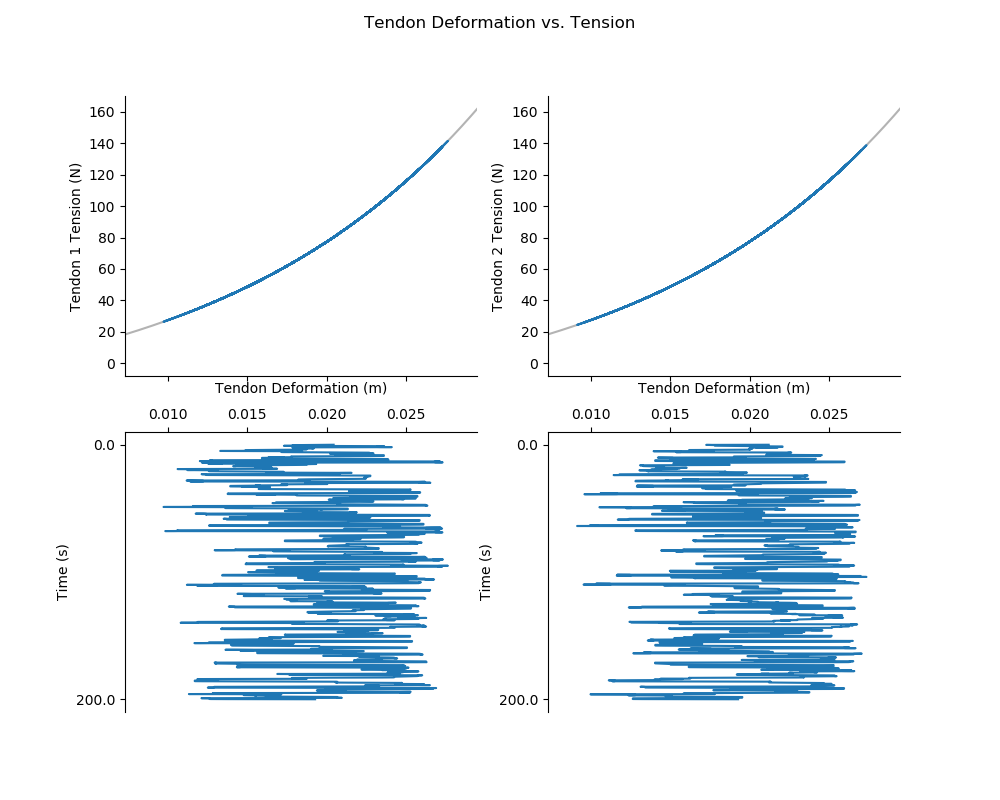 Tendon Deformation vs. Tension
160
140
120
100
80
60
40
20
0
Tendon 1 Tension (N)
Tendon Deformation (m)
160
140
120
100
80
60
40
20
0
Tendon 2 Tension (N)
Tendon Deformation (m)
0.010 0.015 0.020 0.025
0.0
200.0
Time (s)
0.010 0.015 0.020 0.025
0.0
200.0
Time (s)